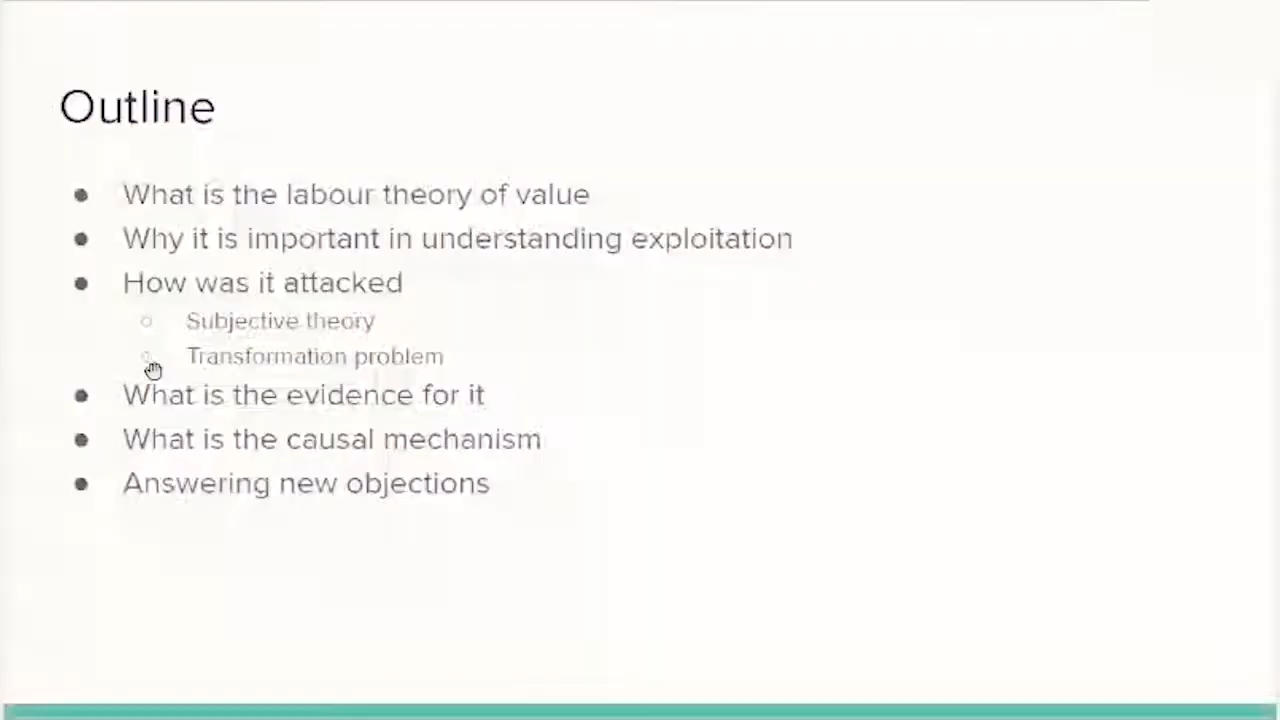 Outline
● What is the labour theory of value
● Why it is important in understanding exploitation
● How was it attacked
○ Subjective theory
○ Transformation problem
● What is the evidence for it
● What is the causal mechanism
● Answering new objections